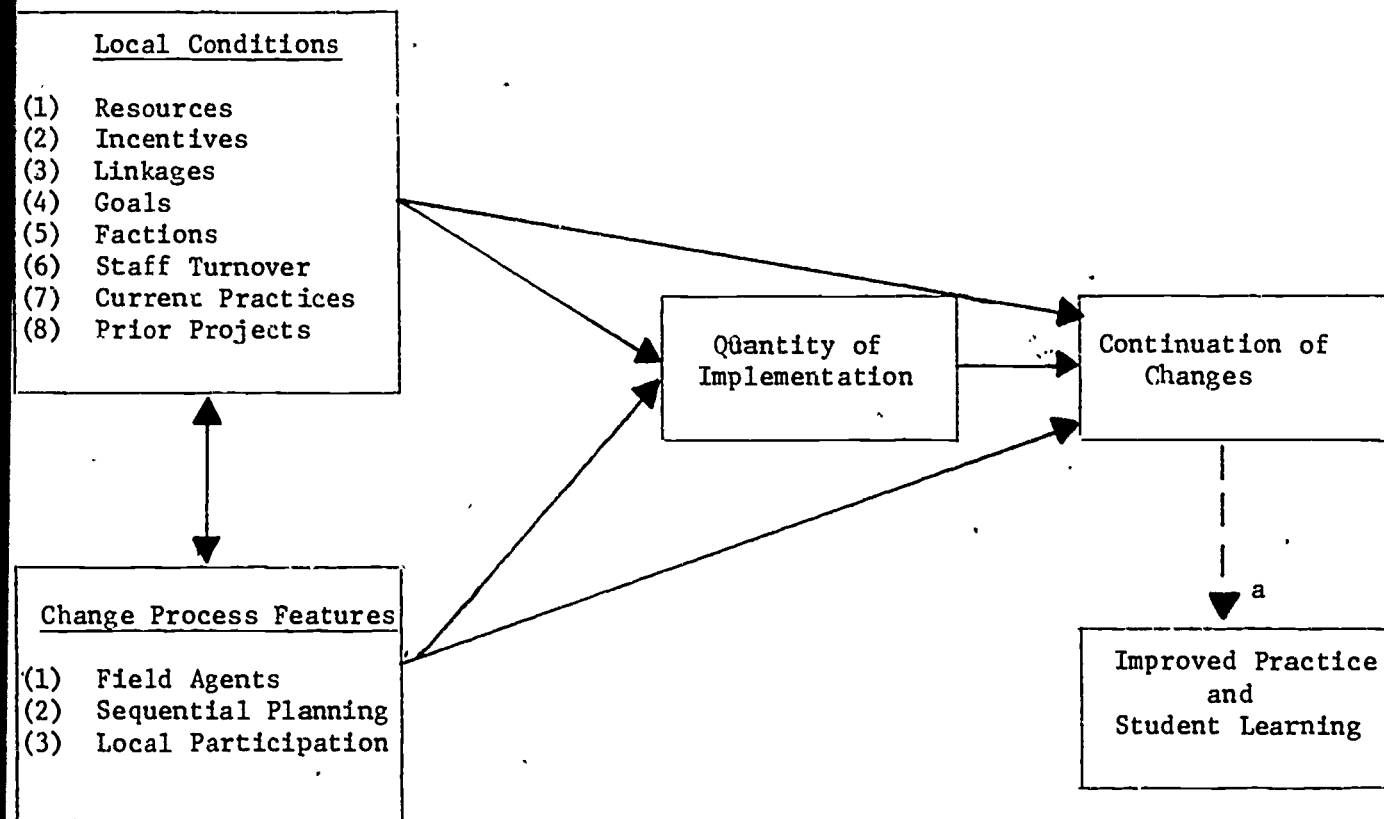 Local Conditions
(1) Resources
(2) Incentives
(3) Linkages
(4) Goals
(5) Factions
(6) Staff Turnover
(7) Current Practices
(8) Prior Projects
Quantity of
Implementation
Continuation of
Changes
Change Process Features
(1) Field Agents
(2) Sequential Planning
(3) Local Participation
a
Improved Practice
and
Student Learning